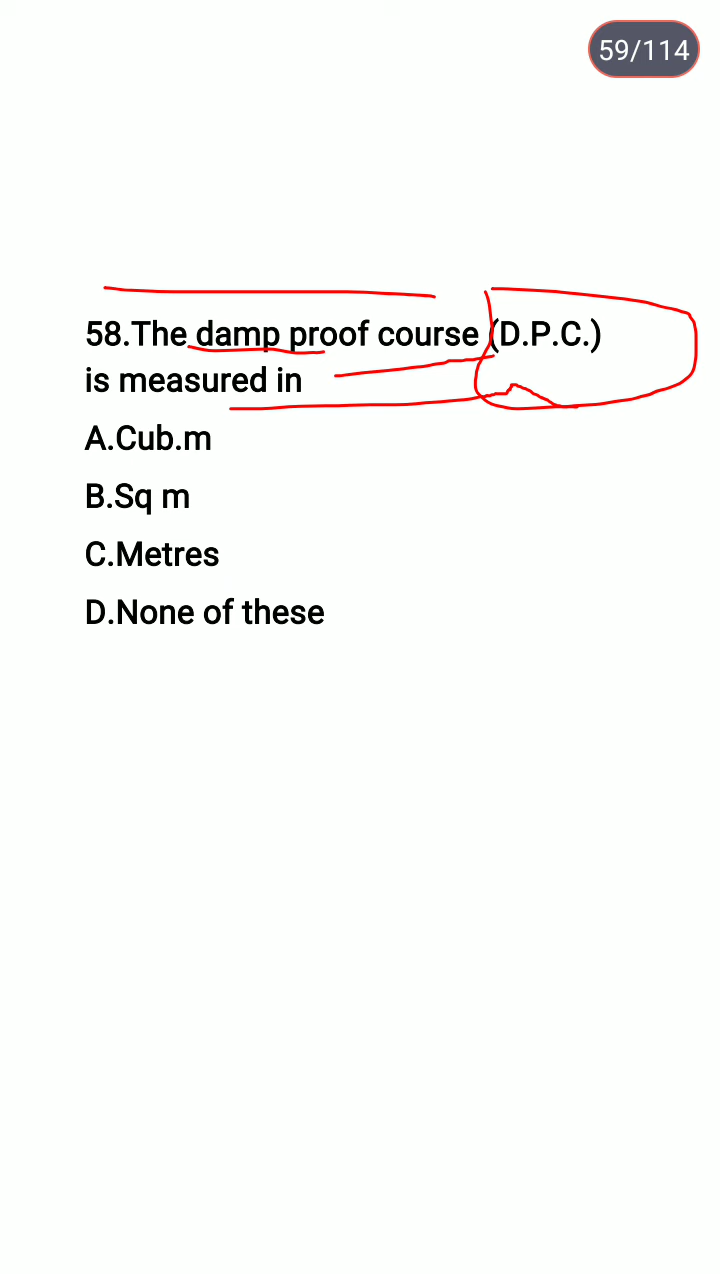 59/114
58.The damp proof course (D.P.C.)
is measured in
A.Cub.m
B.Sq m
C.Metres
D.None of these